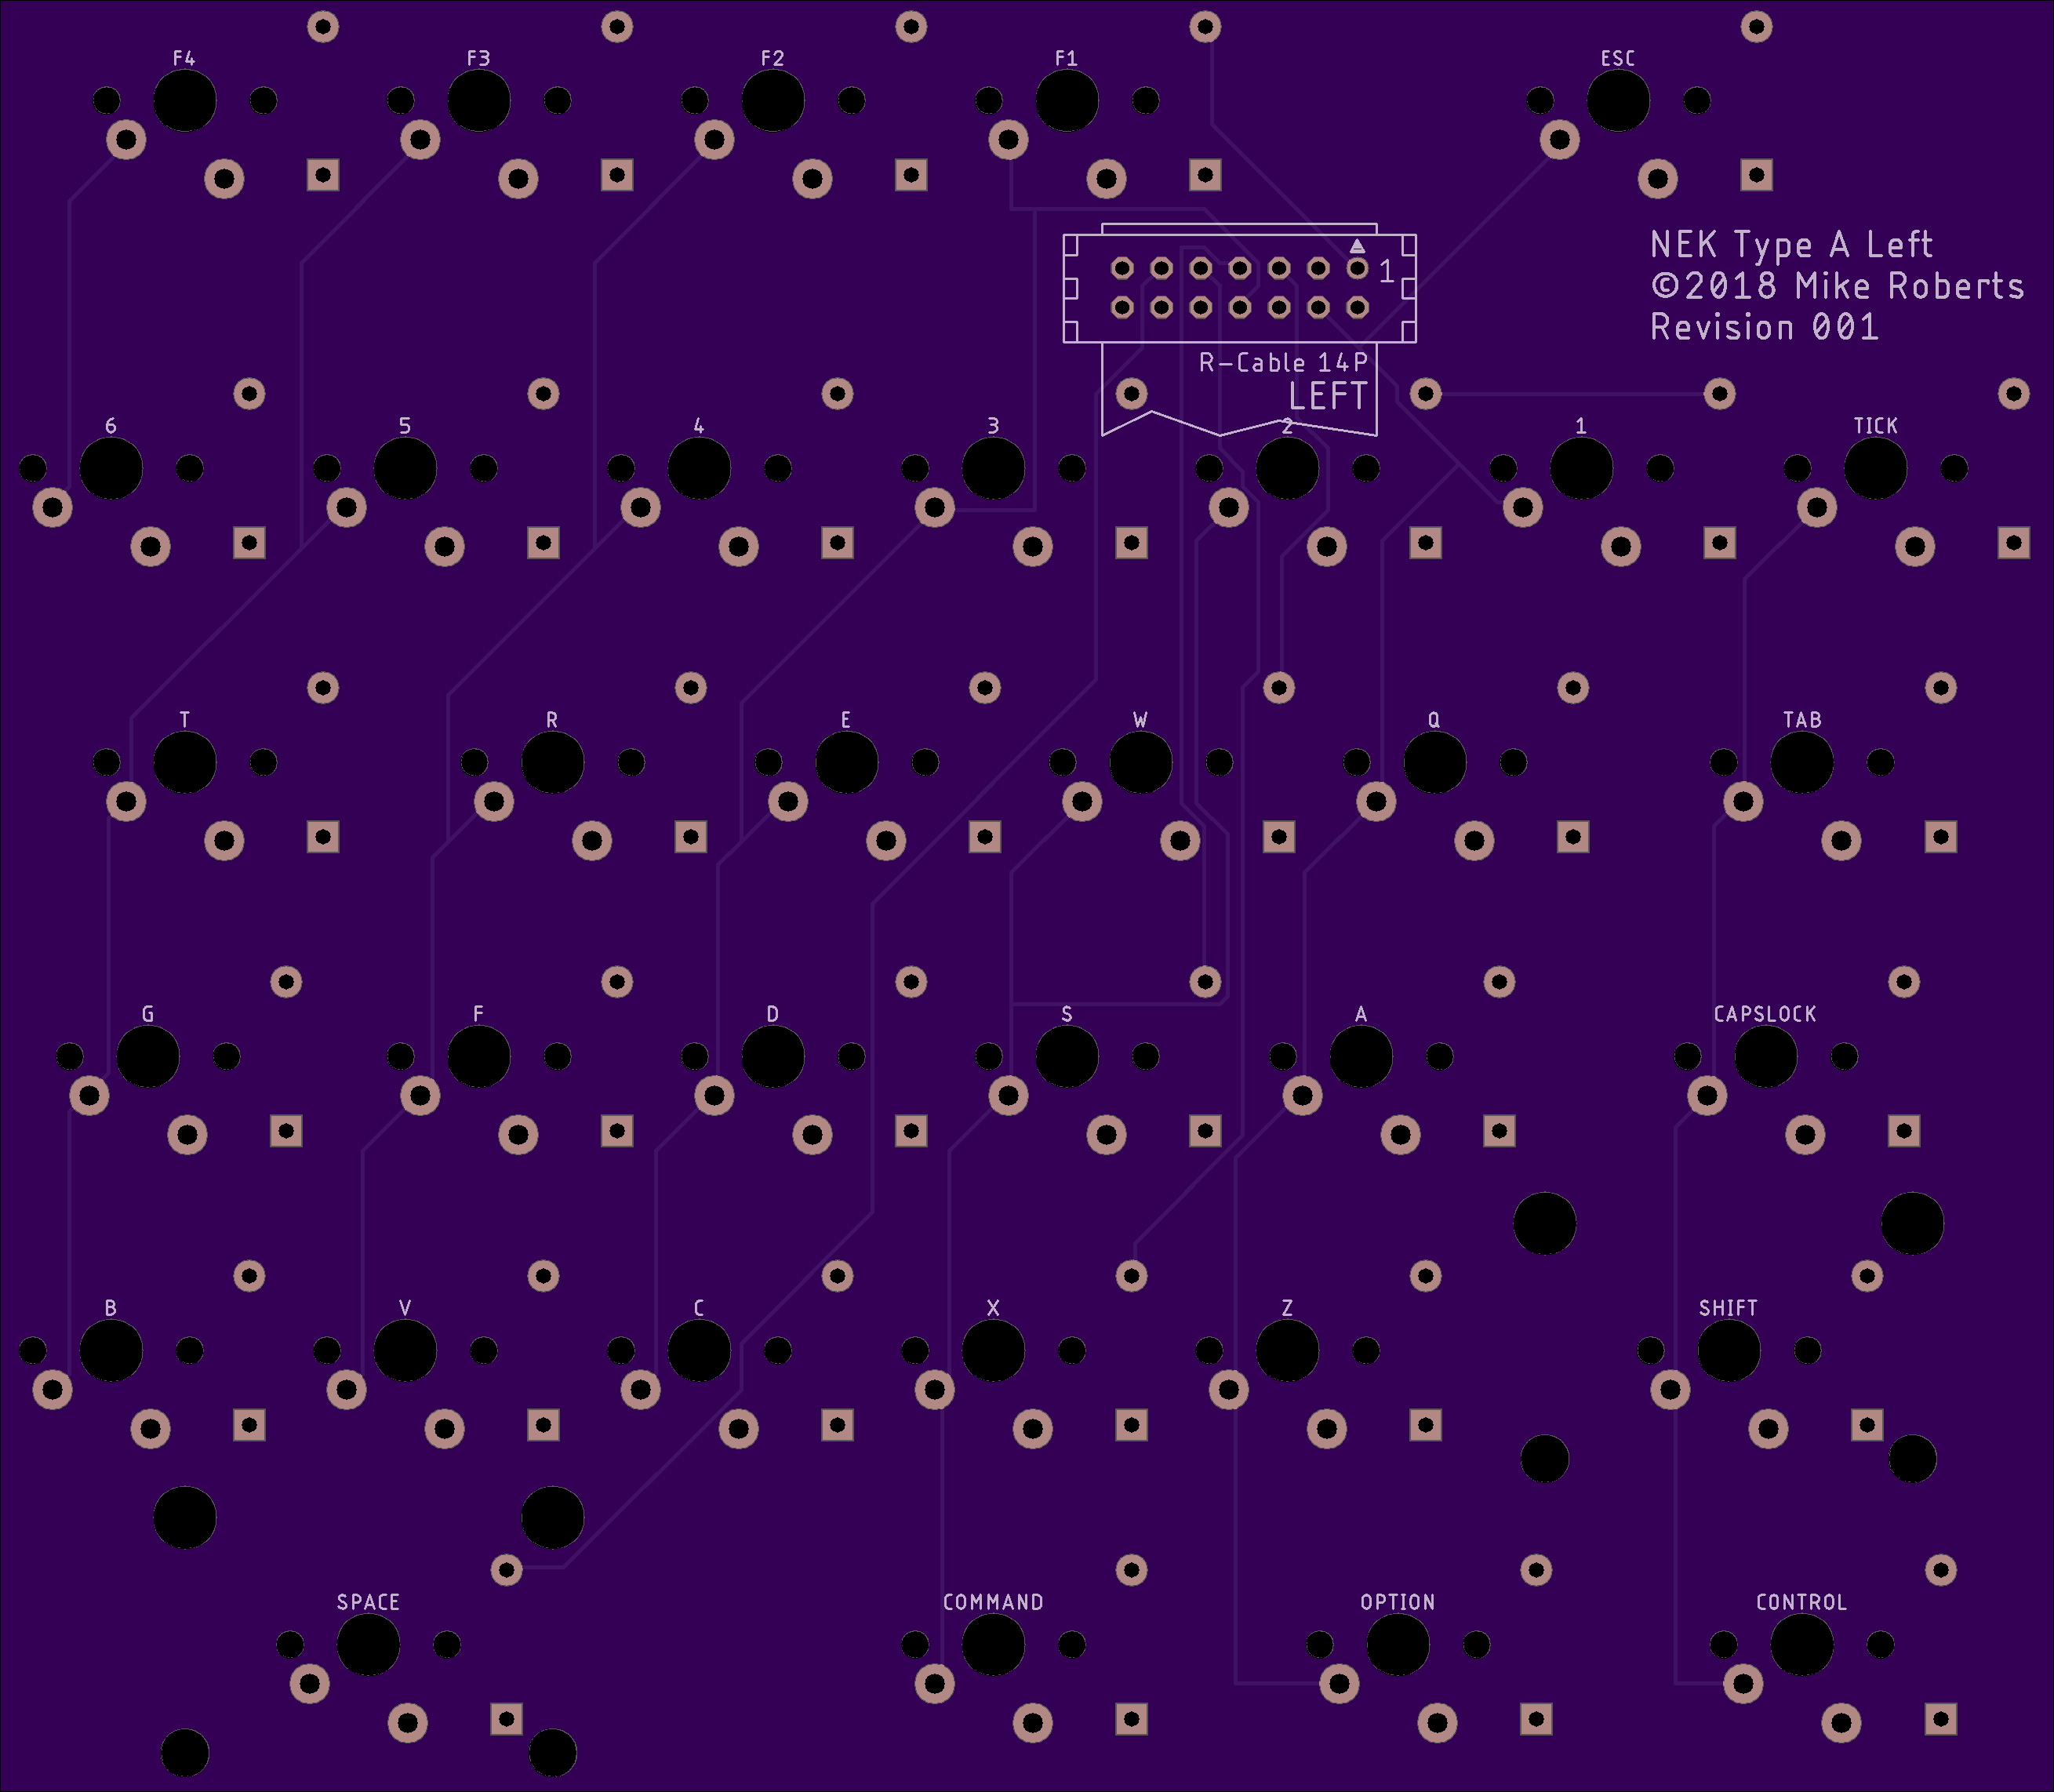 F4 F3 F2 F1 ESC
NEK Type A Left
©2018 Mike Roberts
Revision 001
1
R-Cable 14P
LEFT
6 5 4 3 2 1 TICK
T R E W Q TAB
G F D S A CAPSLOCK
B V C X Z SHIFT
SPACE COMMAND OPTION CONTROL